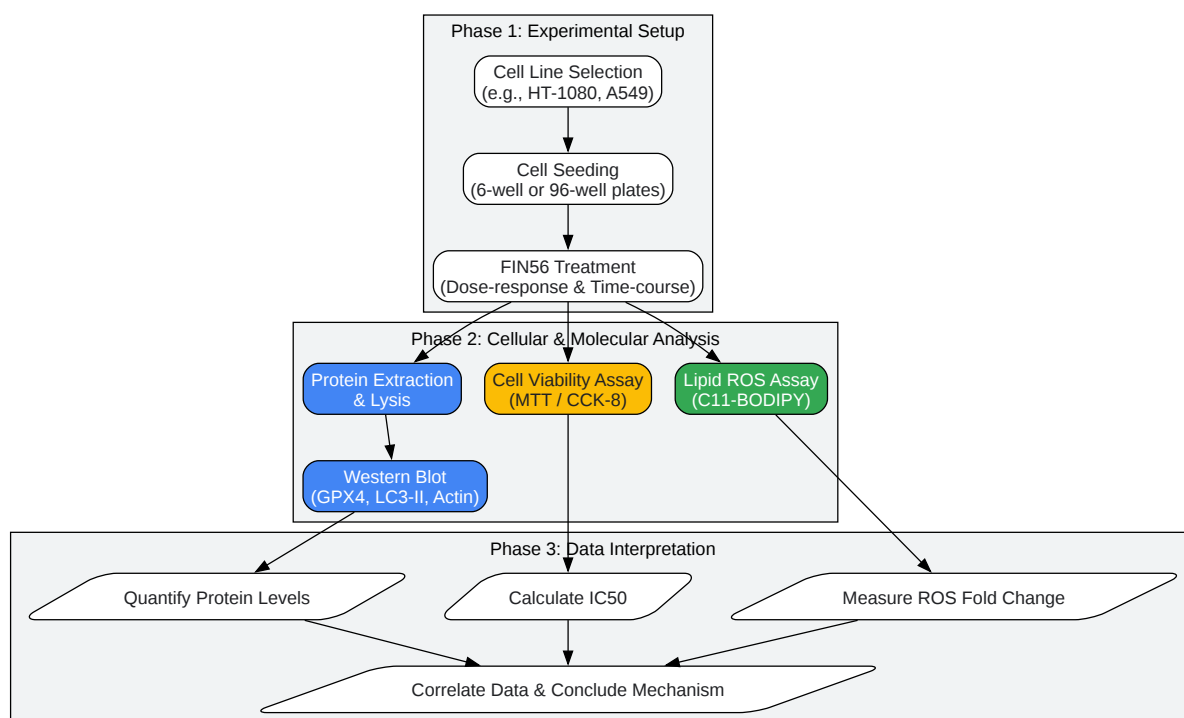 Phase 1: Experimental Setup
Cell Line Selection
(e.g., HT-1080, A549)
Cell Seeding
(6-well or 96-well plates)
FIN56 Treatment
(Dose-response & Time-course)
Phase 2: Cellular & Molecular Analysis
Protein Extraction
& Lysis
Cell Viability Assay
(MTT / CCK-8)
Lipid ROS Assay
(C11-BODIPY)
Western Blot
(GPX4, LC3-II, Actin)
Phase 3: Data Interpretation
Quantify Protein Levels
Calculate IC50
Measure ROS Fold Change
Correlate Data & Conclude Mechanism